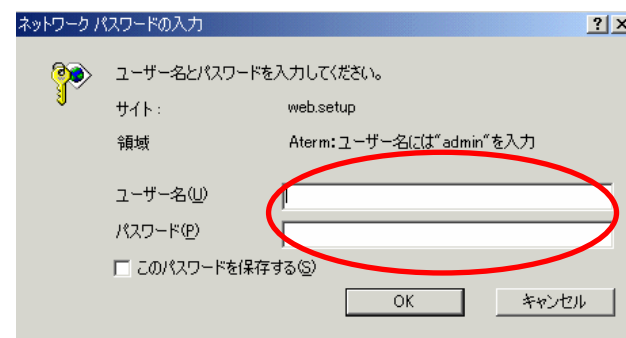 ネットワーク パスワードの入力
ユーザー名とパスワードを入力してください。
サイト： web.setup
領域 Aterm：ユーザー名には"admin"を入力
ユーザー名(U)
パスワード(P)
このパスワードを保存する(S)
OK キャンセル